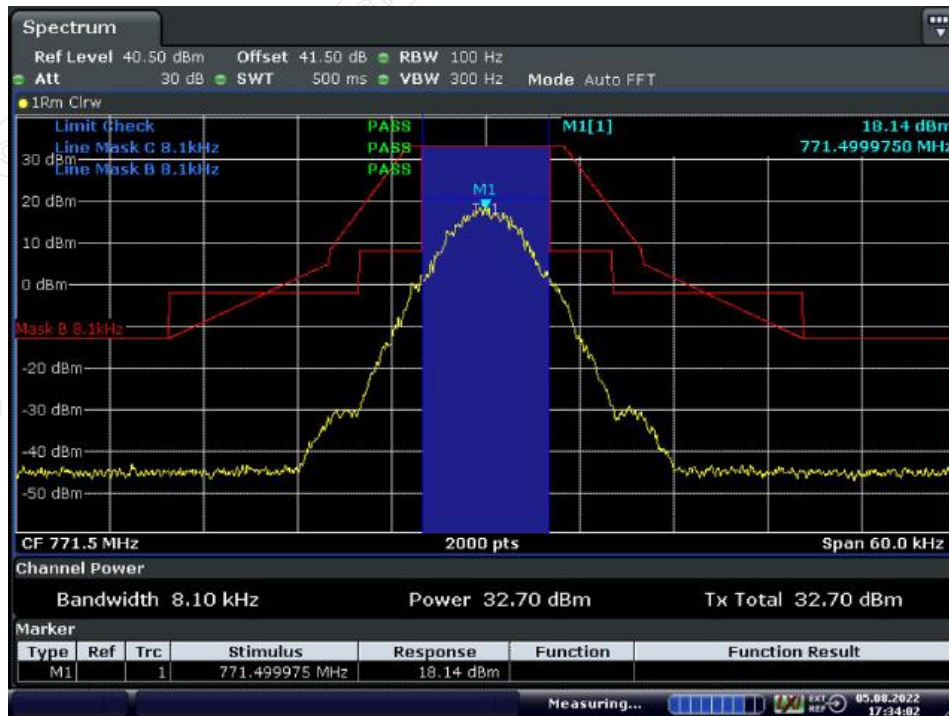 Spectrum
Ref Level 40.50 dBm Offset 41.50 dB RBW 100 Hz
Att 30 dB SWT 500 ms VBW 300 Hz Mode Auto FFT
1Rm Clrw
Limit Check PASS M1[1] 18.14 dBm
Line Mask C 8.1kHz PASS 771.4999750 MHz
30 dBm
Line Mask B 8.1kHz PASS
M1
20 dBm
10 dBm
0 dBm
Mask B 8.1kHz
-20 dBm
-30 dBm
-40 dBm
-50 dBm
CF 771.5 MHz 2000 pts Span 60.0 kHz
Channel Power
Bandwidth 8.10 kHz Power 32.70 dBm Tx Total 32.70 dBm
Marker
Type Ref Trc Stimulus Response Function Function Result
M1 1 771.499975 MHz 18.14 dBm
Measuring... EXT REF 05.08.2022
17:34:02